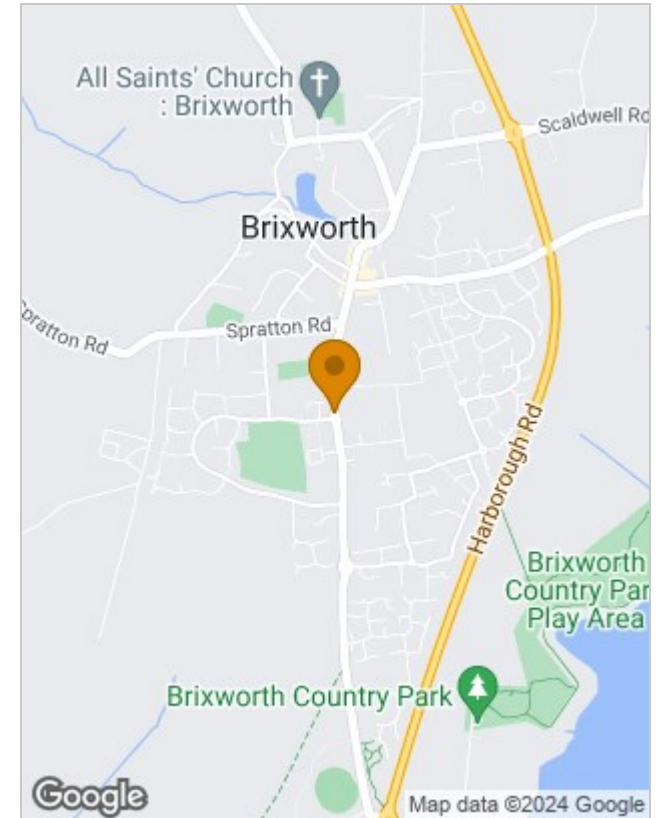 All Saints' Church
: Brixworth
Scaldwell Rd
Brixworth
Spratton Rd
Spratton Rd
Harborough Rd
Brixworth
Country Par
Play Area
Brixworth Country Park
Google
Map data ©2024 Google